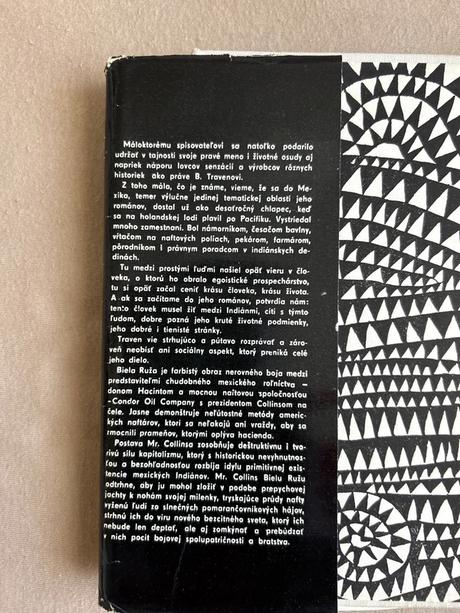 Máloktorému spisovateľovi sa natoľko podarilo
udržať v tajnosti svoje pravé meno i životné osudy aj
napriek náporu lovcov senzácií a výrobcov rôznych
historiek ako práve B. Travenovi.
Z toho mála, čo je známe, vieme, že sa do Me-
xika, temer výlučne jedinej tematickej oblasti jeho
románov, dostal už ako desaťročný chlapec, keď
sa na holandskej lodi plavil po Pacifiku. Vystriedal
mnoho zamestnaní. Bol námorníkom, česačom bavlny,
vŕtačom na naftových poliach, pekárom, farmárom,
pôrodníkom i právnym poradcom v indiánskych de-
dinách.
Tu medzi prostými ľuďmi našiel opäť vieru v člo-
veka, o ktorú ho obralo egoistické prospechárstvo,
tu si opäť začal ceniť krásu človeka, krásu života.
A ak sa začítame do jeho románov, potvrdia nám:
tento človek musel žiť medzi Indiánmi, cíti s týmto
ľudom, dobre pozná jeho kruté životné podmienky,
jeho dobré i tienisté stránky.
Traven vie strhujúco a pútavo rozprávať a záro-
veň neobísť ani sociálny aspekt, ktorý preniká celé
jeho dielo.
Biela Ruža je farbistý obraz nerovného boja medzi
predstaviteľmi chudobného mexického roľníctva –
donom Hacintom a mocnou naftovou spoločnosťou
-Condor Oil Company s prezidentom Collinsom na
čele. Jasne demonštruje neľútostné metódy americ-
kých naftárov, ktorí sa neľakajú ani vraždy, aby sa
zmocnili prameňov, ktorými oplýva hacienda.
Postava Mr. Collinsa zosobňuje deštruktívnu i tvo-
rivú silu kapitalizmu, ktorý s historickou nevyhnutnos-
ťou a bezohľadnosťou rozbíja idylu primitívnej exis-
tencie mexických Indiánov. Mr. Collins Bielu Ružu
odtrhne, aby ju mohol zložiť v podobe prepychovej
jachty k nohám svojej milenky, tryskajúce prúdy nafty
vyženú ľudí zo slnečných pomarančovníkových hájov,
strhnú ich do víru nového bezcitného sveta, ktorý ich
nebude len deptať, ale aj zomkýnať a prebúdzať
v nich pocit bojovej spolupatričnosti a bratstva.